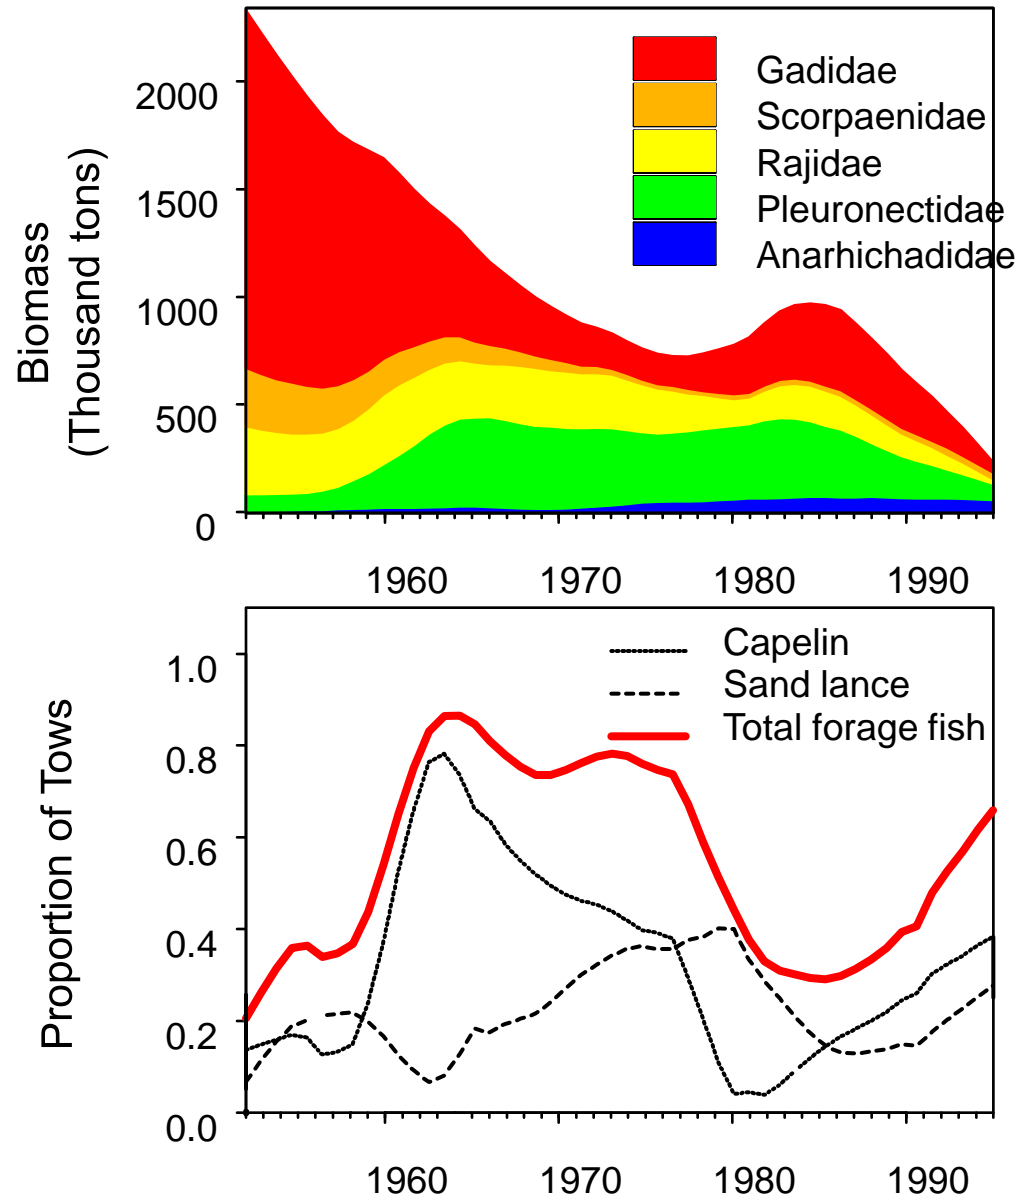 Biomass
(Thousand tons)
2000
1500
1000
500
0
Gadidae
Scorpaenidae
Rajidae
Pleuronectidae
Anarhichadidae
1960 1970 1980 1990
Proportion of Tows
1.0
0.8
0.6
0.4
0.2
0.0
Capelin
Sand lance
Total forage fish
1960 1970 1980 1990